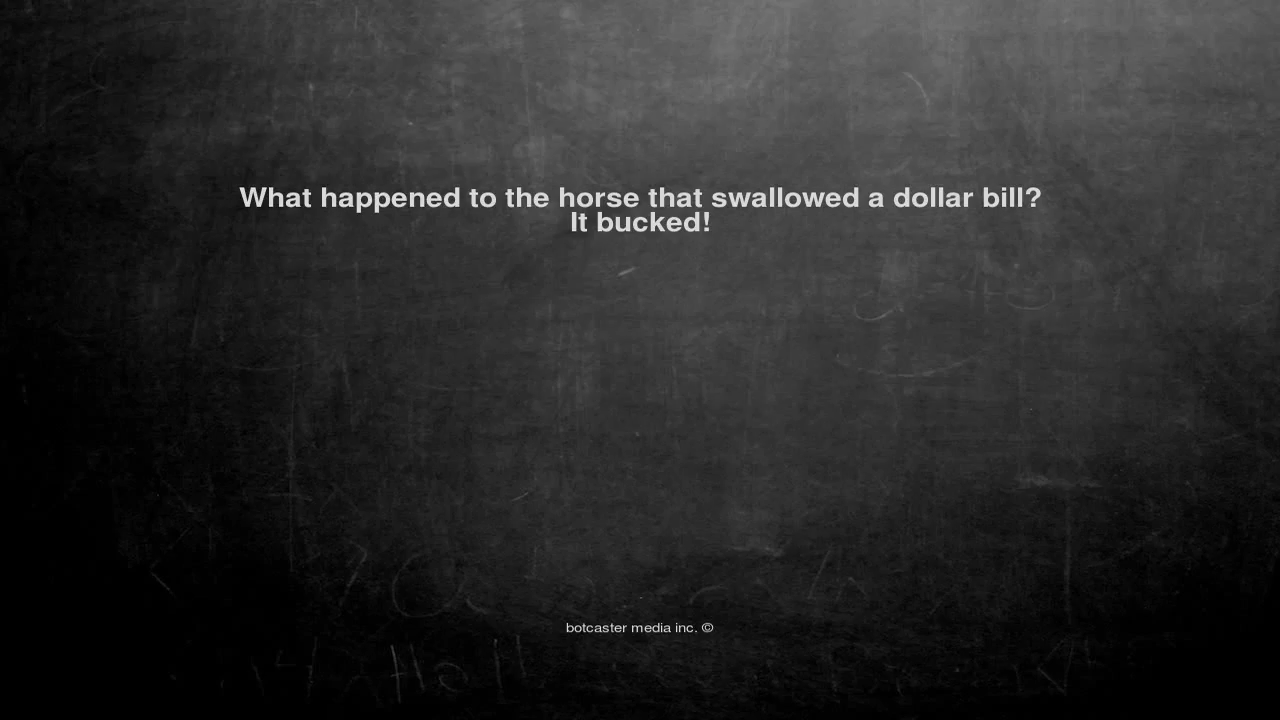 What happened to the horse that swallowed a dollar bill?
It bucked!
botcaster media inc. ©